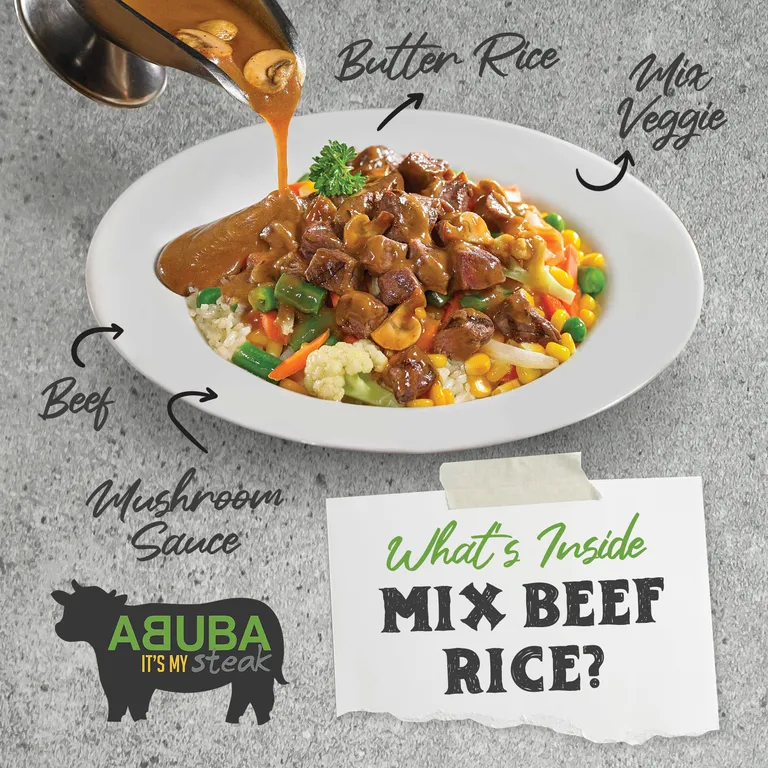 Butter Rice
Mix
Veggie
Beef
Mushroom
Sauce
What's Inside
MIX BEEF
RICE?
ABUBA
IT'S MY steak